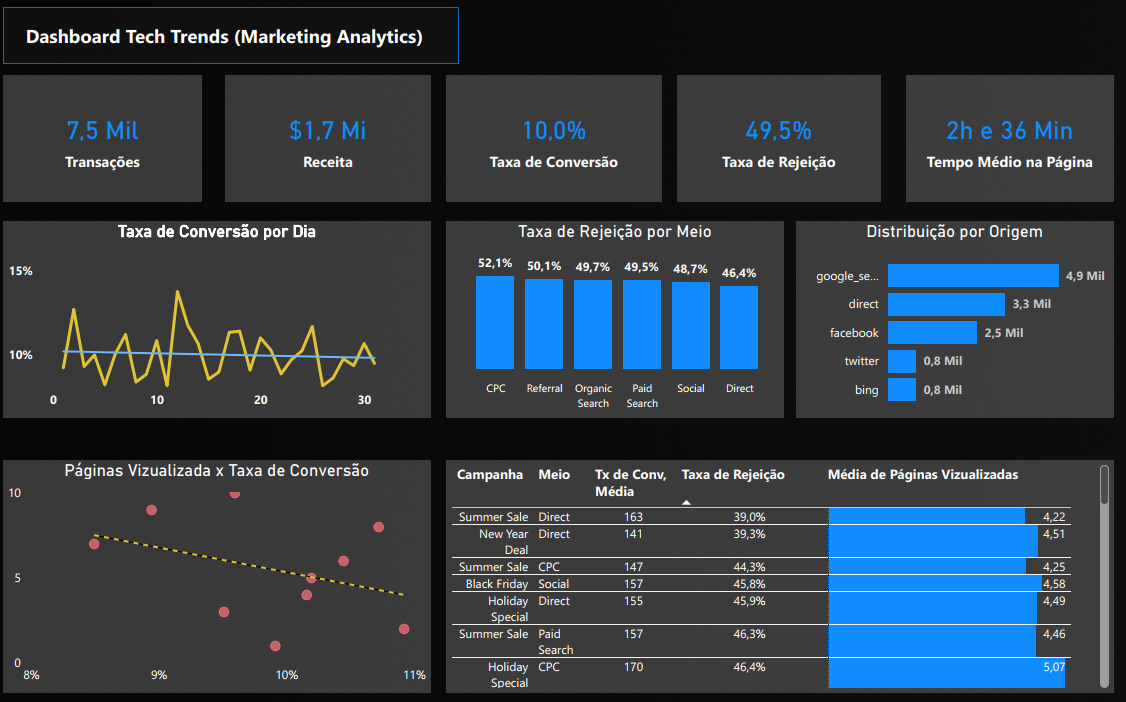 Dashboard Tech Trends (Marketing Analytics)
7,5 Mil
Transações
$1,7 Mi
Receita
10,0%
Taxa de Conversão
49,5%
Taxa de Rejeição
2h e 36 Min
Tempo Médio na Página
Taxa de Conversão por Dia
15%
10%
0 10 20 30
Taxa de Rejeição por Meio
52,1% 50,1% 49,7% 49,5% 48,7% 46,4%
CPC Referral Organic Paid Social Direct
Search Search
Distribuição por Origem
google_se... 4,9 Mil
direct 3,3 Mil
facebook 2,5 Mil
twitter 0,8 Mil
bing 0,8 Mil
Páginas Vizualizada x Taxa de Conversão
10
5
0
8% 9% 10% 11%
Campanha Meio Tx de Conv, Taxa de Rejeição Média de Páginas Vizualizadas
Média
Summer Sale Direct 163 39,0% 4,22
New Year Direct 141 39,3% 4,51
Deal
Summer Sale CPC 147 44,3% 4,25
Black Friday Social 157 45,8% 4,58
Holiday Direct 155 45,9% 4,49
Special
Summer Sale Paid 157 46,3% 4,46
Search
Holiday CPC 170 46,4% 5,07
Special